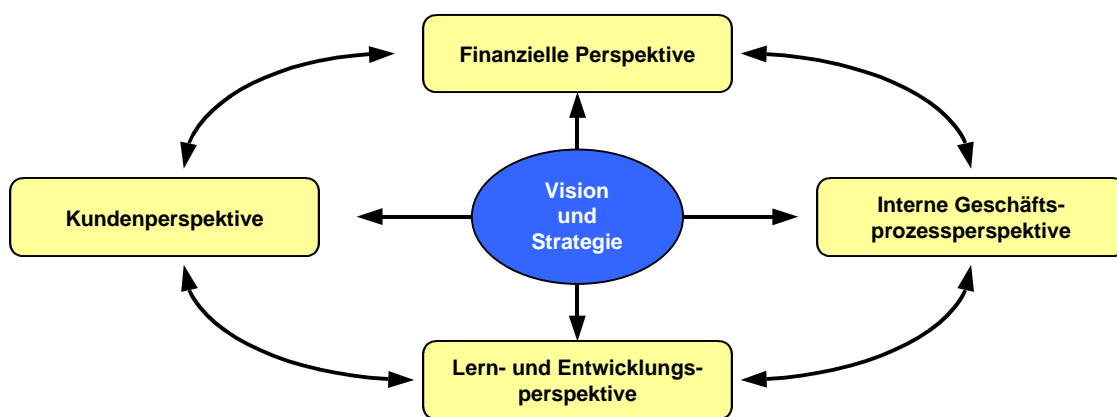 Finanzielle Perspektive
Vision
und
Strategie
Kundenperspektive
Interne Geschäfts-
prozessperspektive
Lern- und Entwicklungs-
perspektive